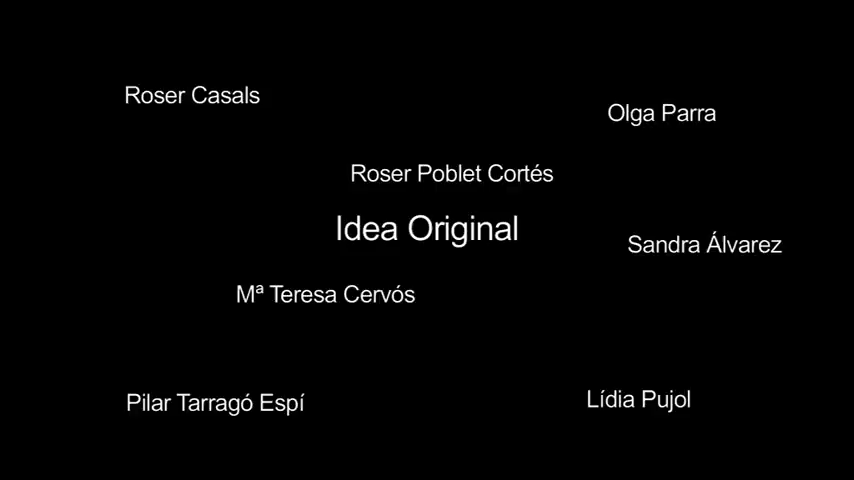 Roser Casals
Olga Parra
Roser Poblet Cortés
Idea Original
Sandra Álvarez
Mª Teresa Cervós
Pilar Tarragó Espí
Lídia Pujol